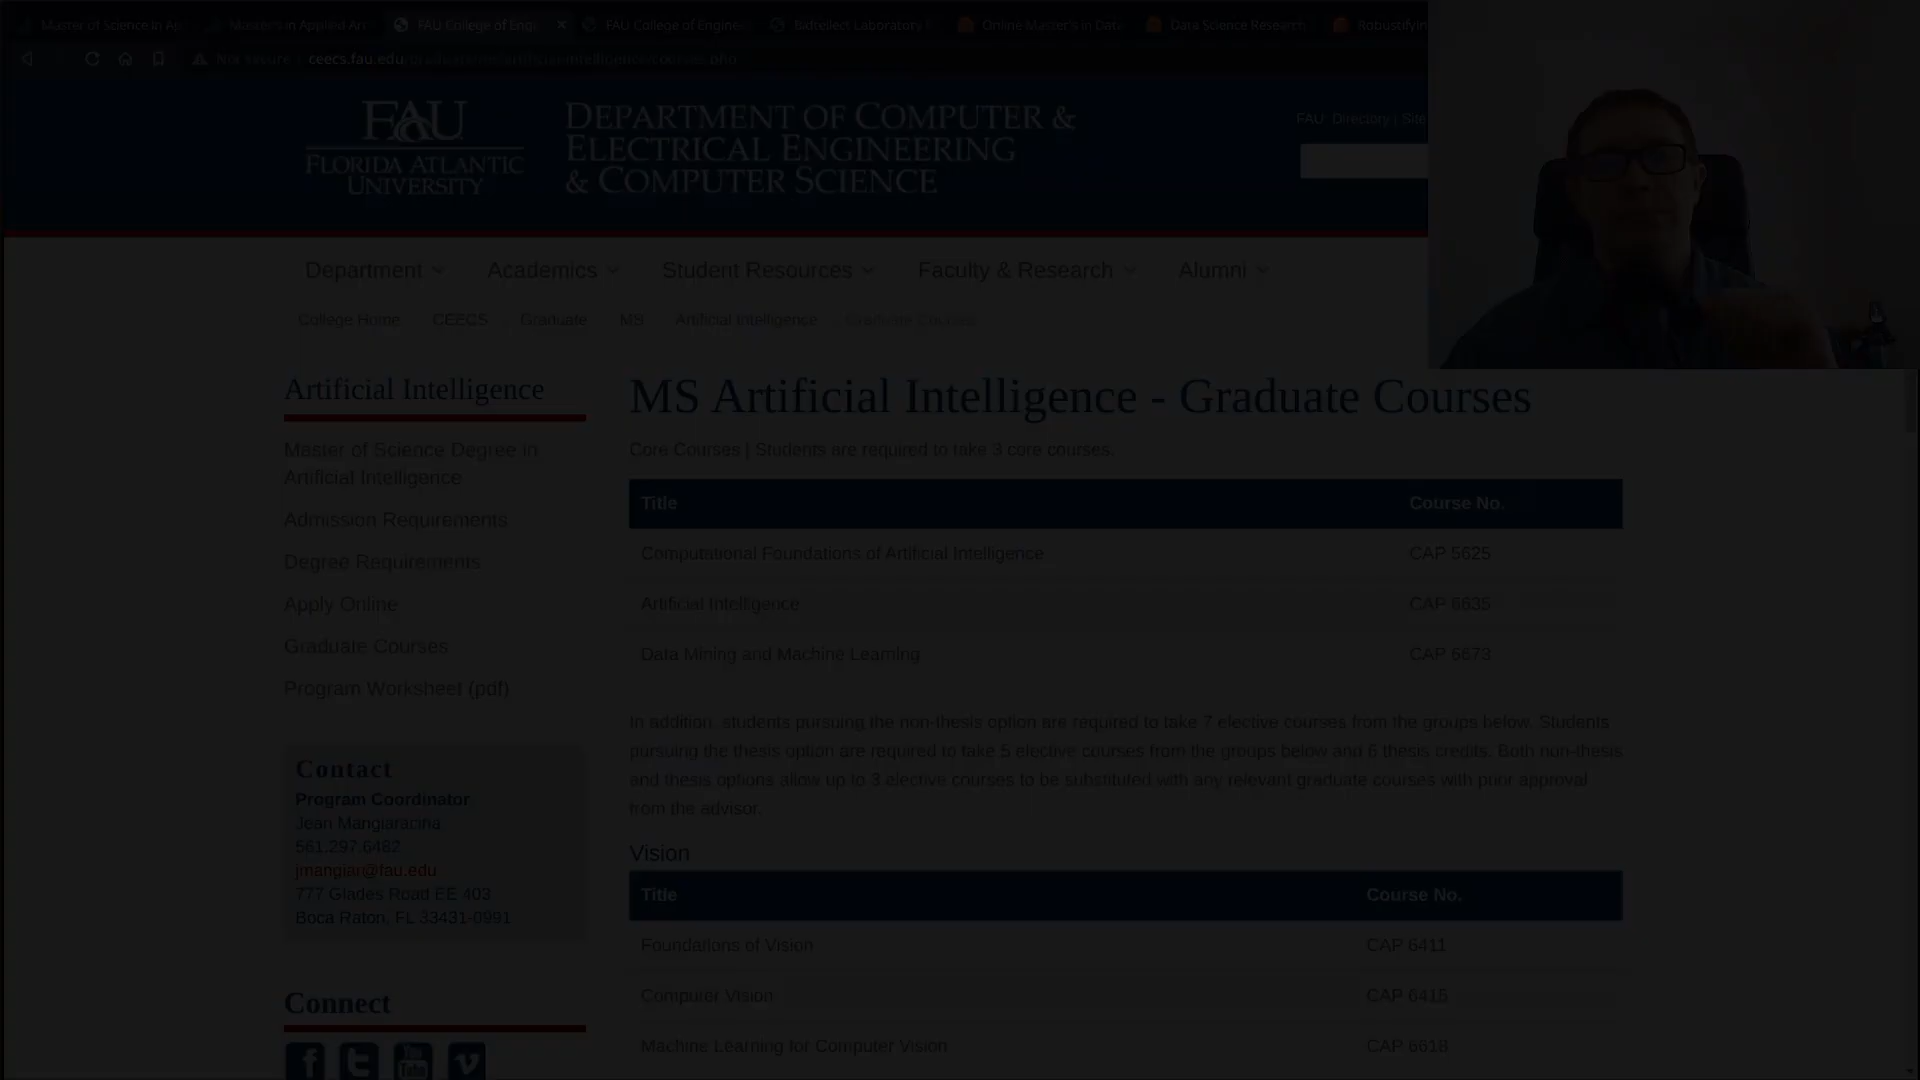 Master of Science in Ap
Master's in Applied Art
FAU College of Engi
FAU College of Engine
Bidtellect Laboratory
Online Master's in Data
Data Science Research
Robustifyin
Not secure
ceecs.fau.edu/graduate/ms/artificial-intelligence/courses.php
FAU
FLORIDA ATLANTIC
UNIVERSITY
DEPARTMENT OF COMPUTER &
ELECTRICAL ENGINEERING
& COMPUTER SCIENCE
FAU Directory | Site
Department
Academics
Student Resources
Faculty & Research
Alumni
College Home
CEECS
Graduate
MS
Artificial Intelligence
Graduate Courses
Artificial Intelligence
Master of Science Degree in
Artificial Intelligence
Admission Requirements
Degree Requirements
Apply Online
Graduate Courses
Program Worksheet (pdf)
Contact
Program Coordinator
Jean Mangiaracina
561.297.6482
jmangiar@fau.edu
777 Glades Road EE 403
Boca Raton, FL 33431-0991
Connect
MS Artificial Intelligence - Graduate Courses
Core Courses | Students are required to take 3 core courses.
Title Course No.
Computational Foundations of Artificial Intelligence CAP 5625
Artificial Intelligence CAP 6635
Data Mining and Machine Learning CAP 6673
In addition, students pursuing the non-thesis option are required to take 7 elective courses from the groups below. Students
pursuing the thesis option are required to take 5 elective courses from the groups below and 6 thesis credits. Both non-thesis
and thesis options allow up to 3 elective courses to be substituted with any relevant graduate courses with prior approval
from the advisor.
Vision
Title Course No.
Foundations of Vision CAP 6411
Computer Vision CAP 6415
Machine Learning for Computer Vision CAP 6618